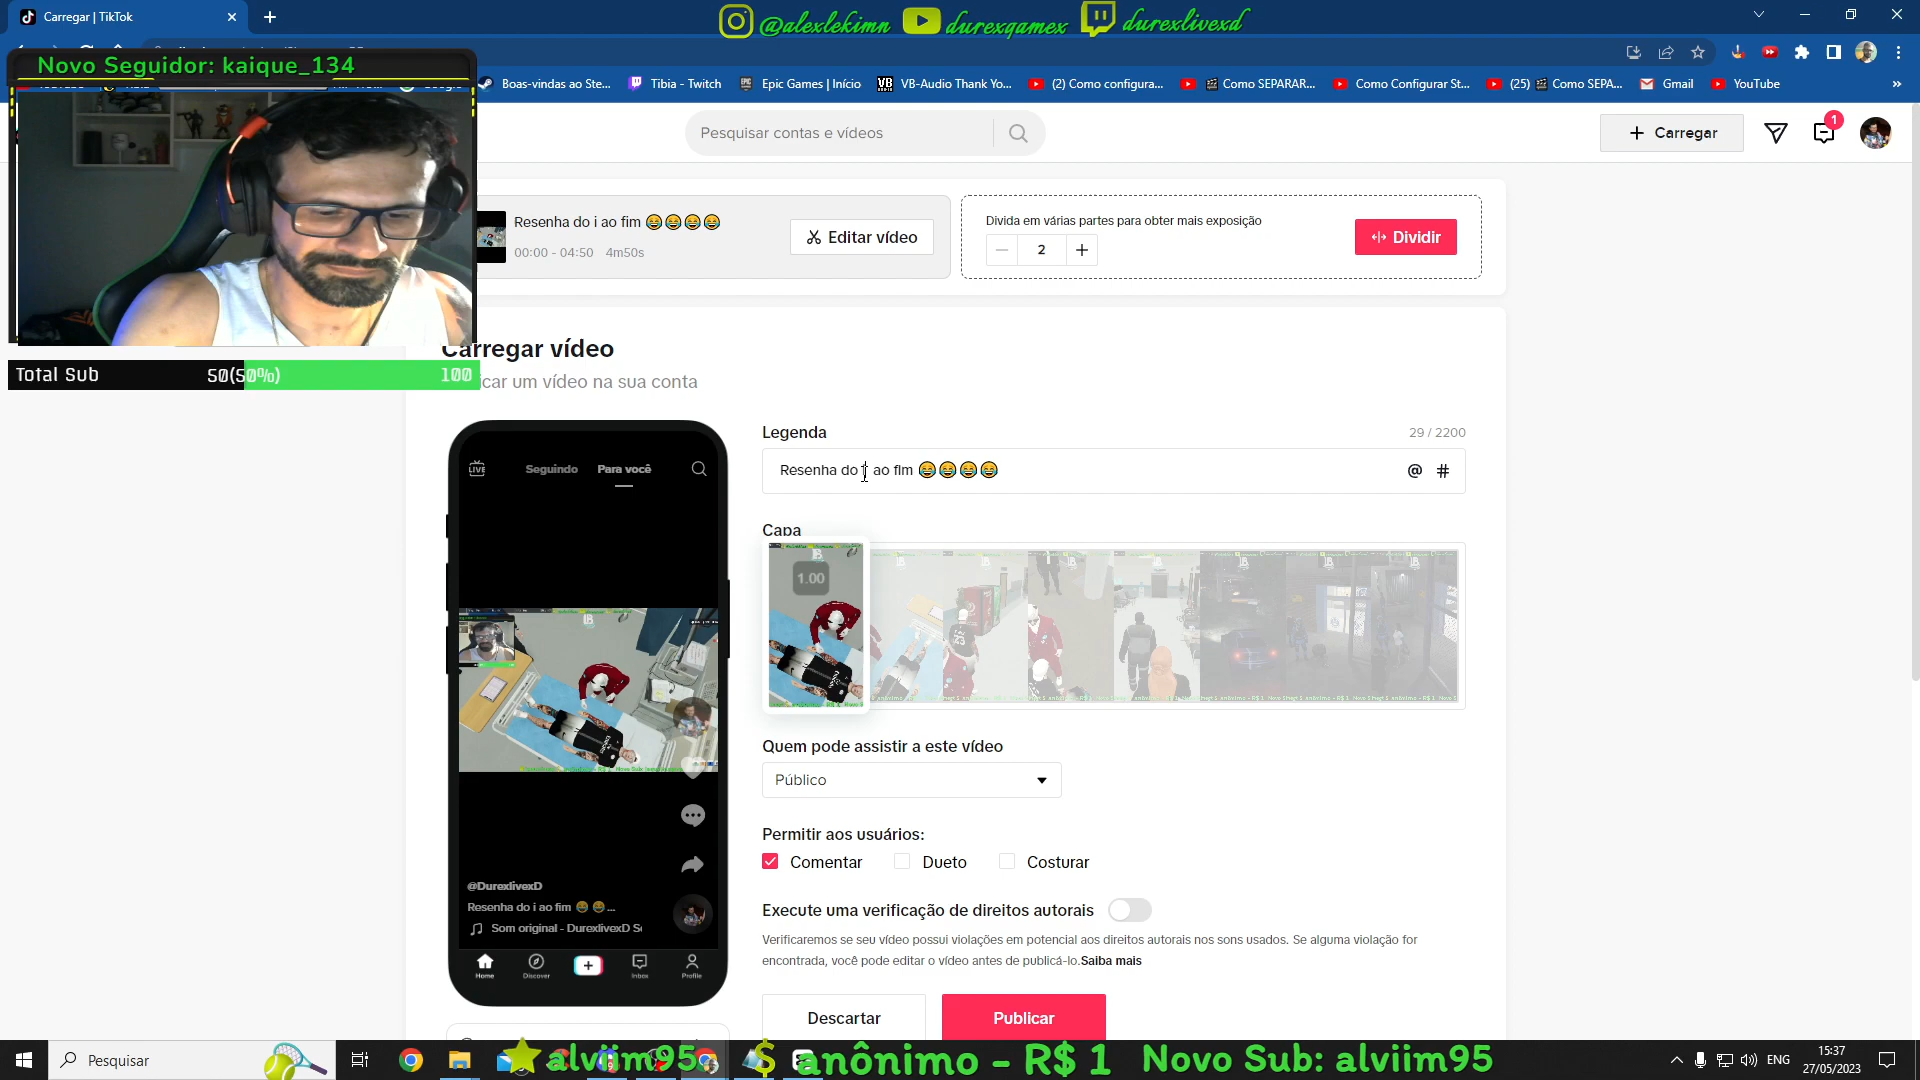 Carregar | TikTok
@alexlekimn
durexgamex
durexlivexd
Novo Seguidor: kaique_134
Boas-vindas ao Ste...
Tibia - Twitch
Epic Games | Início
VB-Audio Thank Yo...
(2) Como configura...
Como SEPARAR...
Como Configurar St...
(25)
Como SEPA...
Gmail
YouTube
»
Pesquisar contas e vídeos
+ Carregar
1
Resenha do i ao fim 😂😂😂😂
00:00 - 04:50 4m50s
Editar vídeo
Divida em várias partes para obter mais exposição
2
Dividir
Total Sub 50(50%) 100
Carregar vídeo
icar um vídeo na sua conta
Legenda
29 / 2200
Resenha do i ao fim 😂😂😂😂
@ #
Capa
1.00
LIVE
Seguindo Para você
Quem pode assistir a este vídeo
Público
Permitir aos usuários:
Comentar
Dueto
Costurar
@DurexlivexD
Resenha do i ao fim 😂 😂 ...
Som original - DurexlivexD S
Home
Discover
Inbox
Profile
Execute uma verificação de direitos autorais
Verificaremos se seu vídeo possui violações em potencial aos direitos autorais nos sons usados. Se alguma violação for
encontrada, você pode editar o vídeo antes de publicá-lo.Saiba mais
Descartar
Publicar
Pesquisar
alviim95
$ anônimo - R$ 1
Novo Sub: alviim95
ENG
15:37
27/05/2023